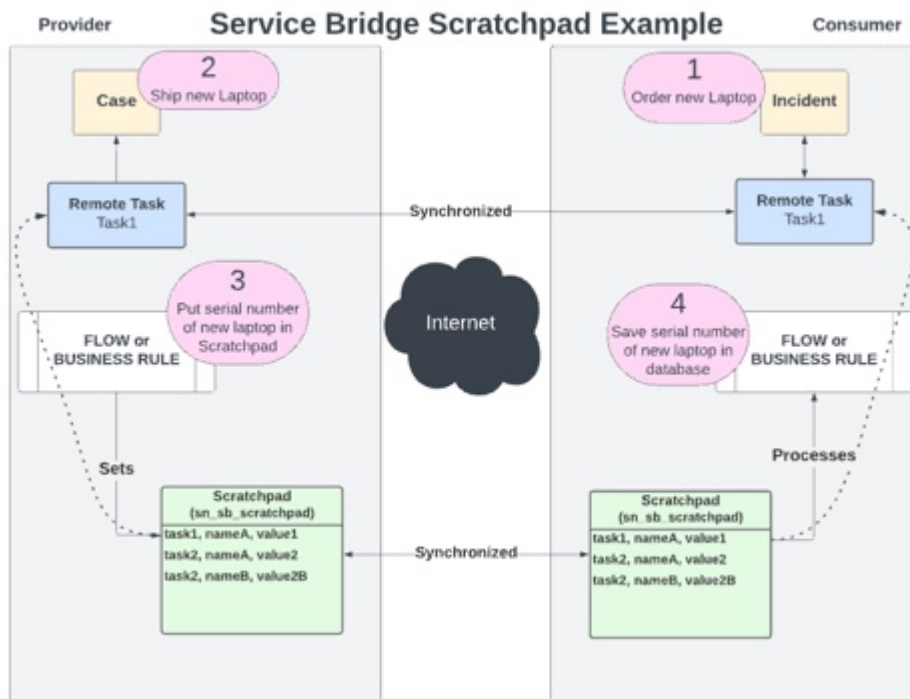 Provider
Service Bridge Scratchpad Example
Consumer
2
Ship new Laptop
Case
1
Order new Laptop
Incident
Remote Task
Task1
Synchronized
Remote Task
Task1
3
Put serial number
of new laptop in
Scratchpad
FLOW or
BUSINESS RULE
Internet
4
Save serial number
of new laptop in
database
FLOW or
BUSINESS RULE
Sets
Processes
Scratchpad
(sn_sb_scratchpad)
task1, nameA, value1
task2, nameA, value2
task2, nameB, value2B
Synchronized
Scratchpad
(sn_sb_scratchpad)
task1, nameA, value1
task2, nameA, value2
task2, nameB, value2B